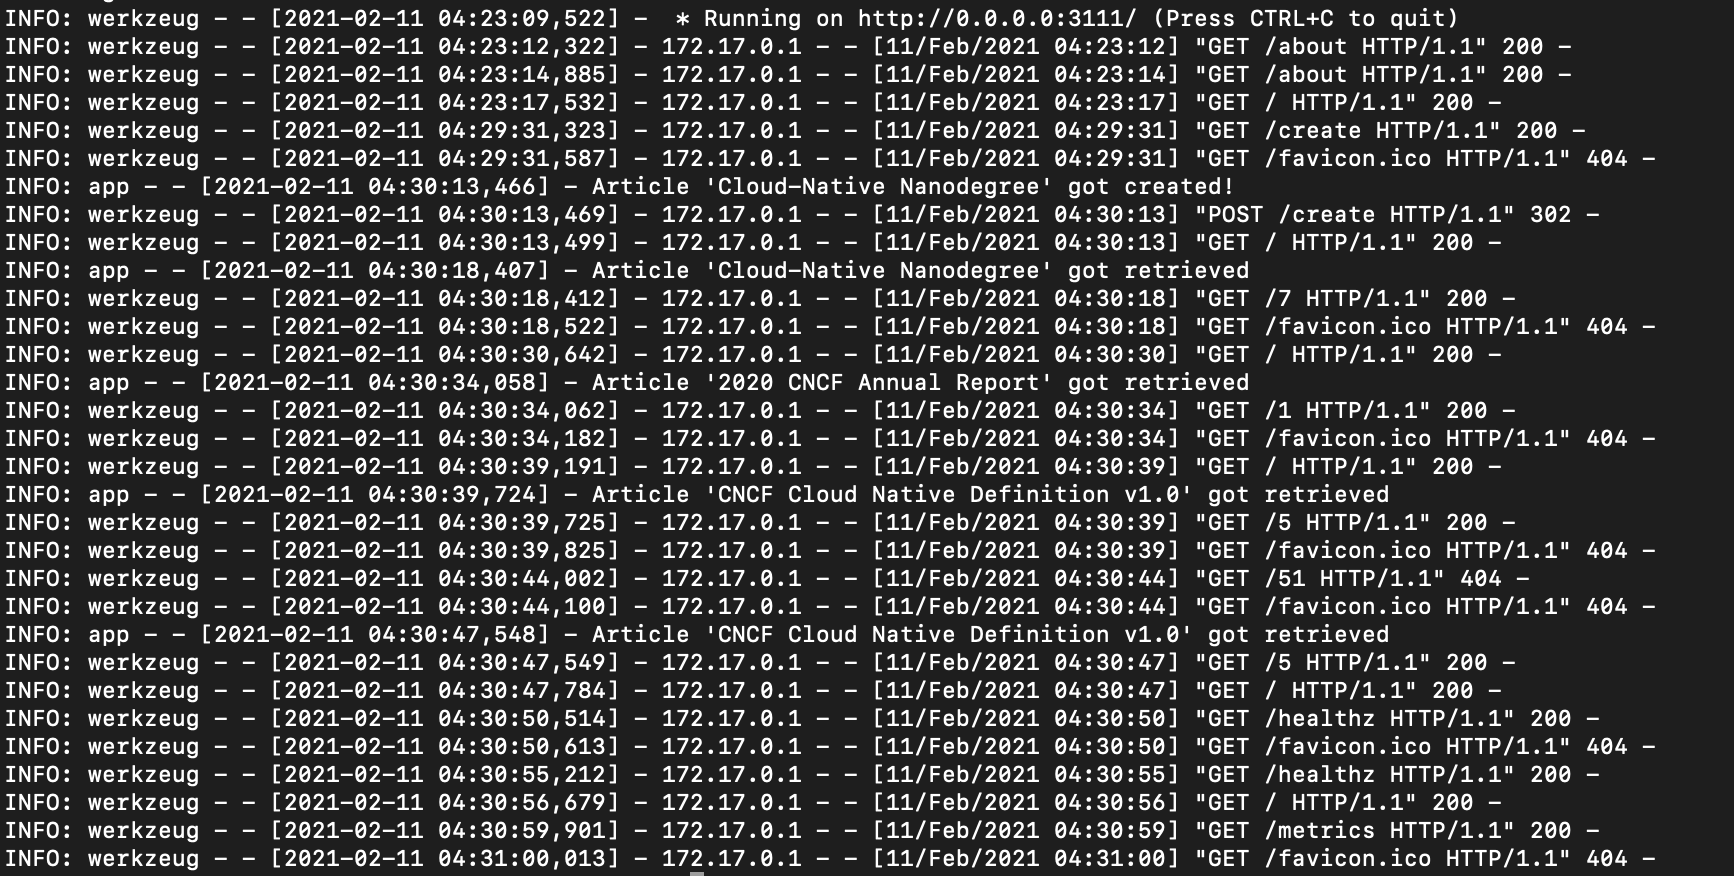 INFO: werkzeug - - [2021-02-11 04:23:09,522] -  * Running on http://0.0.0.0:3111/ (Press CTRL+C to quit)
INFO: werkzeug - - [2021-02-11 04:23:12,322] - 172.17.0.1 - - [11/Feb/2021 04:23:12] "GET /about HTTP/1.1" 200 -
INFO: werkzeug - - [2021-02-11 04:23:14,885] - 172.17.0.1 - - [11/Feb/2021 04:23:14] "GET /about HTTP/1.1" 200 -
INFO: werkzeug - - [2021-02-11 04:23:17,532] - 172.17.0.1 - - [11/Feb/2021 04:23:17] "GET / HTTP/1.1" 200 -
INFO: werkzeug - - [2021-02-11 04:29:31,323] - 172.17.0.1 - - [11/Feb/2021 04:29:31] "GET /create HTTP/1.1" 200 -
INFO: werkzeug - - [2021-02-11 04:29:31,587] - 172.17.0.1 - - [11/Feb/2021 04:29:31] "GET /favicon.ico HTTP/1.1" 404 -
INFO: app - - [2021-02-11 04:30:13,466] - Article 'Cloud-Native Nanodegree' got created!
INFO: werkzeug - - [2021-02-11 04:30:13,469] - 172.17.0.1 - - [11/Feb/2021 04:30:13] "POST /create HTTP/1.1" 302 -
INFO: werkzeug - - [2021-02-11 04:30:13,499] - 172.17.0.1 - - [11/Feb/2021 04:30:13] "GET / HTTP/1.1" 200 -
INFO: app - - [2021-02-11 04:30:18,407] - Article 'Cloud-Native Nanodegree' got retrieved
INFO: werkzeug - - [2021-02-11 04:30:18,412] - 172.17.0.1 - - [11/Feb/2021 04:30:18] "GET /7 HTTP/1.1" 200 -
INFO: werkzeug - - [2021-02-11 04:30:18,522] - 172.17.0.1 - - [11/Feb/2021 04:30:18] "GET /favicon.ico HTTP/1.1" 404 -
INFO: werkzeug - - [2021-02-11 04:30:30,642] - 172.17.0.1 - - [11/Feb/2021 04:30:30] "GET / HTTP/1.1" 200 -
INFO: app - - [2021-02-11 04:30:34,058] - Article '2020 CNCF Annual Report' got retrieved
INFO: werkzeug - - [2021-02-11 04:30:34,062] - 172.17.0.1 - - [11/Feb/2021 04:30:34] "GET /1 HTTP/1.1" 200 -
INFO: werkzeug - - [2021-02-11 04:30:34,182] - 172.17.0.1 - - [11/Feb/2021 04:30:34] "GET /favicon.ico HTTP/1.1" 404 -
INFO: werkzeug - - [2021-02-11 04:30:39,191] - 172.17.0.1 - - [11/Feb/2021 04:30:39] "GET / HTTP/1.1" 200 -
INFO: app - - [2021-02-11 04:30:39,724] - Article 'CNCF Cloud Native Definition v1.0' got retrieved
INFO: werkzeug - - [2021-02-11 04:30:39,725] - 172.17.0.1 - - [11/Feb/2021 04:30:39] "GET /5 HTTP/1.1" 200 -
INFO: werkzeug - - [2021-02-11 04:30:39,825] - 172.17.0.1 - - [11/Feb/2021 04:30:39] "GET /favicon.ico HTTP/1.1" 404 -
INFO: werkzeug - - [2021-02-11 04:30:44,002] - 172.17.0.1 - - [11/Feb/2021 04:30:44] "GET /51 HTTP/1.1" 404 -
INFO: werkzeug - - [2021-02-11 04:30:44,100] - 172.17.0.1 - - [11/Feb/2021 04:30:44] "GET /favicon.ico HTTP/1.1" 404 -
INFO: app - - [2021-02-11 04:30:47,548] - Article 'CNCF Cloud Native Definition v1.0' got retrieved
INFO: werkzeug - - [2021-02-11 04:30:47,549] - 172.17.0.1 - - [11/Feb/2021 04:30:47] "GET /5 HTTP/1.1" 200 -
INFO: werkzeug - - [2021-02-11 04:30:47,784] - 172.17.0.1 - - [11/Feb/2021 04:30:47] "GET / HTTP/1.1" 200 -
INFO: werkzeug - - [2021-02-11 04:30:50,514] - 172.17.0.1 - - [11/Feb/2021 04:30:50] "GET /healthz HTTP/1.1" 200 -
INFO: werkzeug - - [2021-02-11 04:30:50,613] - 172.17.0.1 - - [11/Feb/2021 04:30:50] "GET /favicon.ico HTTP/1.1" 404 -
INFO: werkzeug - - [2021-02-11 04:30:55,212] - 172.17.0.1 - - [11/Feb/2021 04:30:55] "GET /healthz HTTP/1.1" 200 -
INFO: werkzeug - - [2021-02-11 04:30:56,679] - 172.17.0.1 - - [11/Feb/2021 04:30:56] "GET / HTTP/1.1" 200 -
INFO: werkzeug - - [2021-02-11 04:30:59,901] - 172.17.0.1 - - [11/Feb/2021 04:30:59] "GET /metrics HTTP/1.1" 200 -
INFO: werkzeug - - [2021-02-11 04:31:00,013] - 172.17.0.1 - - [11/Feb/2021 04:31:00] "GET /favicon.ico HTTP/1.1" 404 -